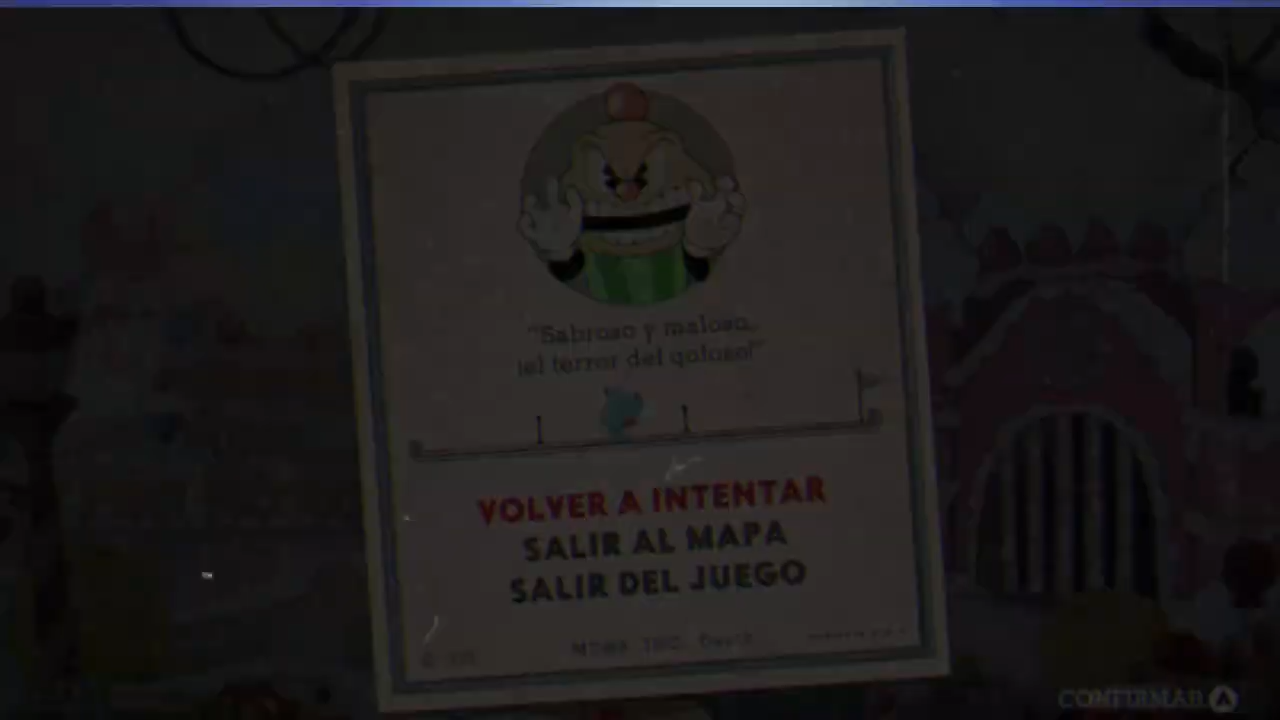 "Sabroso y maloso,
¡el terror del goloso!"
VOLVER A INTENTAR
SALIR AL MAPA
SALIR DEL JUEGO
CONFIRMAR A